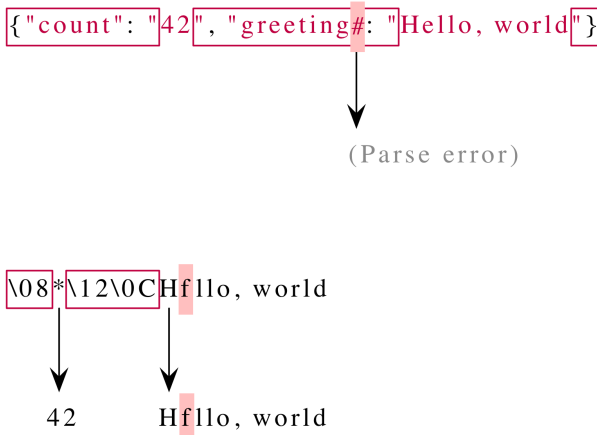 {"count": "42", "greeting#: "Hello, world"}
(Parse error)
\08*\12\0CHfllo, world
42 Hfllo, world